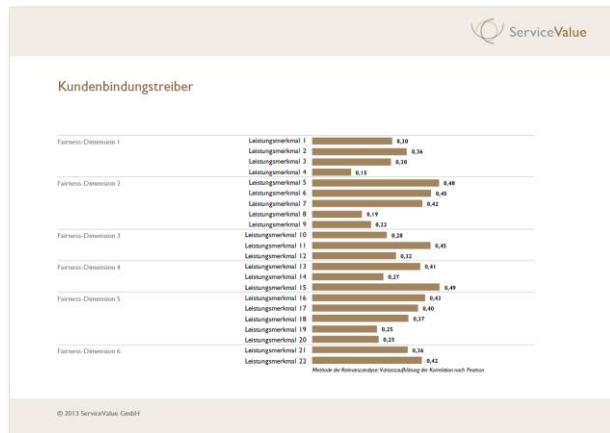 ServiceValue
Kundenbindungstreiber
Fairness-Dimension 1 Leistungsmerkmal 1 0,30
Leistungsmerkmal 2 0,36
Leistungsmerkmal 3 0,30
Leistungsmerkmal 4 0,15
Fairness-Dimension 2 Leistungsmerkmal 5 0,48
Leistungsmerkmal 6 0,45
Leistungsmerkmal 7 0,42
Leistungsmerkmal 8 0,19
Leistungsmerkmal 9 0,22
Fairness-Dimension 3 Leistungsmerkmal 10 0,28
Leistungsmerkmal 11 0,45
Leistungsmerkmal 12 0,32
Fairness-Dimension 4 Leistungsmerkmal 13 0,41
Leistungsmerkmal 14 0,27
Leistungsmerkmal 15 0,49
Fairness-Dimension 5 Leistungsmerkmal 16 0,43
Leistungsmerkmal 17 0,40
Leistungsmerkmal 18 0,37
Leistungsmerkmal 19 0,25
Leistungsmerkmal 20 0,25
Fairness-Dimension 6 Leistungsmerkmal 21 0,36
Leistungsmerkmal 22 0,42
Methode der Relevanzanalyse: Varianzaufklärung der Korrelation nach Pearson
© 2013 ServiceValue GmbH